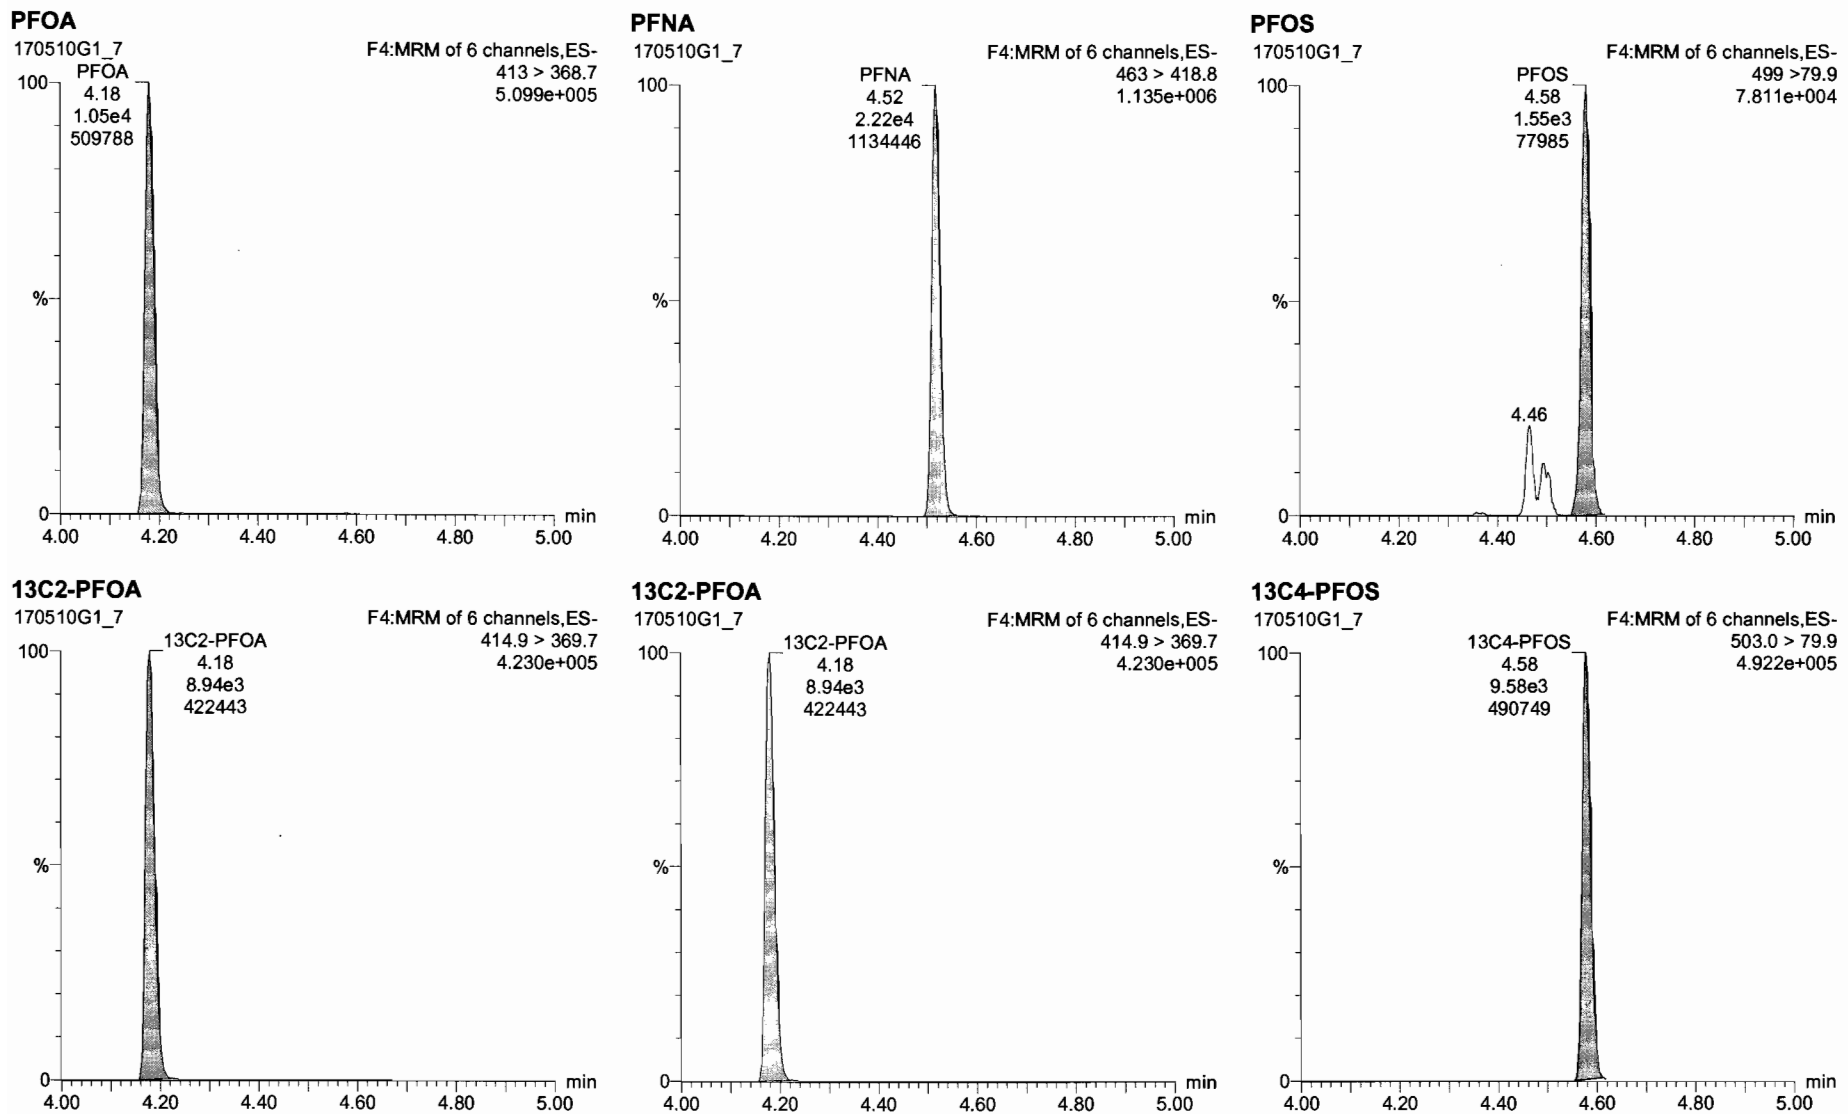 PFOA
170510G1_7
F4:MRM of 6 channels,ES-
413 > 368.7
5.099e+005
PFOA
4.18
1.05e4
509788
100
%
0
4.00 4.20 4.40 4.60 4.80 5.00
min
PFNA
170510G1_7
F4:MRM of 6 channels,ES-
463 > 418.8
1.135e+006
PFNA
4.52
2.22e4
1134446
100
%
0
4.00 4.20 4.40 4.60 4.80 5.00
min
PFOS
170510G1_7
F4:MRM of 6 channels,ES-
499 >79.9
7.811e+004
PFOS
4.58
1.55e3
77985
4.46
100
%
0
4.00 4.20 4.40 4.60 4.80 5.00
min
13C2-PFOA
170510G1_7
F4:MRM of 6 channels,ES-
414.9 > 369.7
4.230e+005
13C2-PFOA
4.18
8.94e3
422443
100
%
0
4.00 4.20 4.40 4.60 4.80 5.00
min
13C2-PFOA
170510G1_7
F4:MRM of 6 channels,ES-
414.9 > 369.7
4.230e+005
13C2-PFOA
4.18
8.94e3
422443
100
%
0
4.00 4.20 4.40 4.60 4.80 5.00
min
13C4-PFOS
170510G1_7
F4:MRM of 6 channels,ES-
503.0 > 79.9
4.922e+005
13C4-PFOS
4.58
9.58e3
490749
100
%
0
4.00 4.20 4.40 4.60 4.80 5.00
min